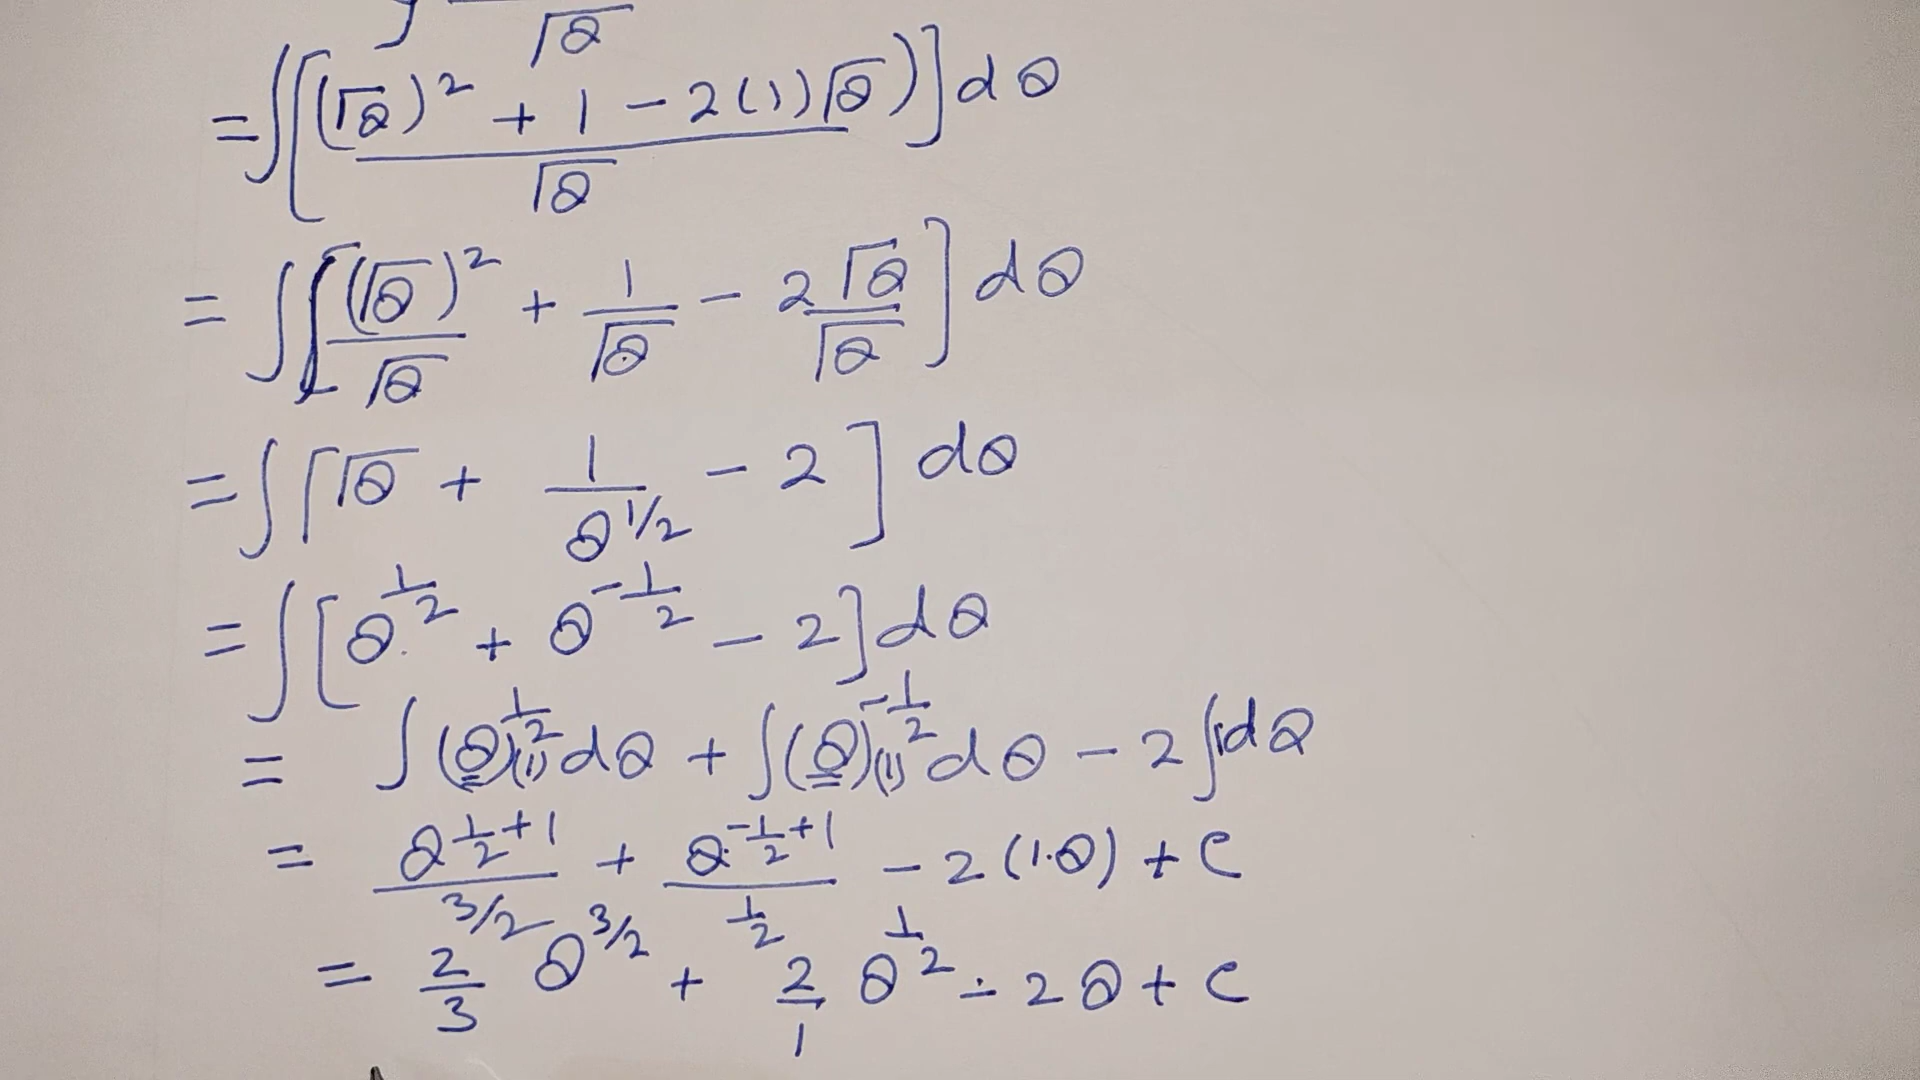 ∫ ── √θ
= ∫ [((√θ)² + 1 − 2(1)√θ) / √θ] dθ
= ∫ [(√θ)²/√θ + 1/√θ − 2√θ/√θ] dθ
= ∫ [√θ + 1/θ^1/2 − 2] dθ
= ∫ [θ^1/2 + θ^−1/2 − 2] dθ
= ∫ (θ)^1/2 (1) dθ + ∫ (θ)^−1/2 (1) dθ − 2 ∫ 1 dθ
= θ^(1/2+1) / 3/2 + θ^(−1/2+1) / 1/2 − 2(1·θ) + c
= 2/3 θ^3/2 + 2/1 θ^1/2 − 2θ + c